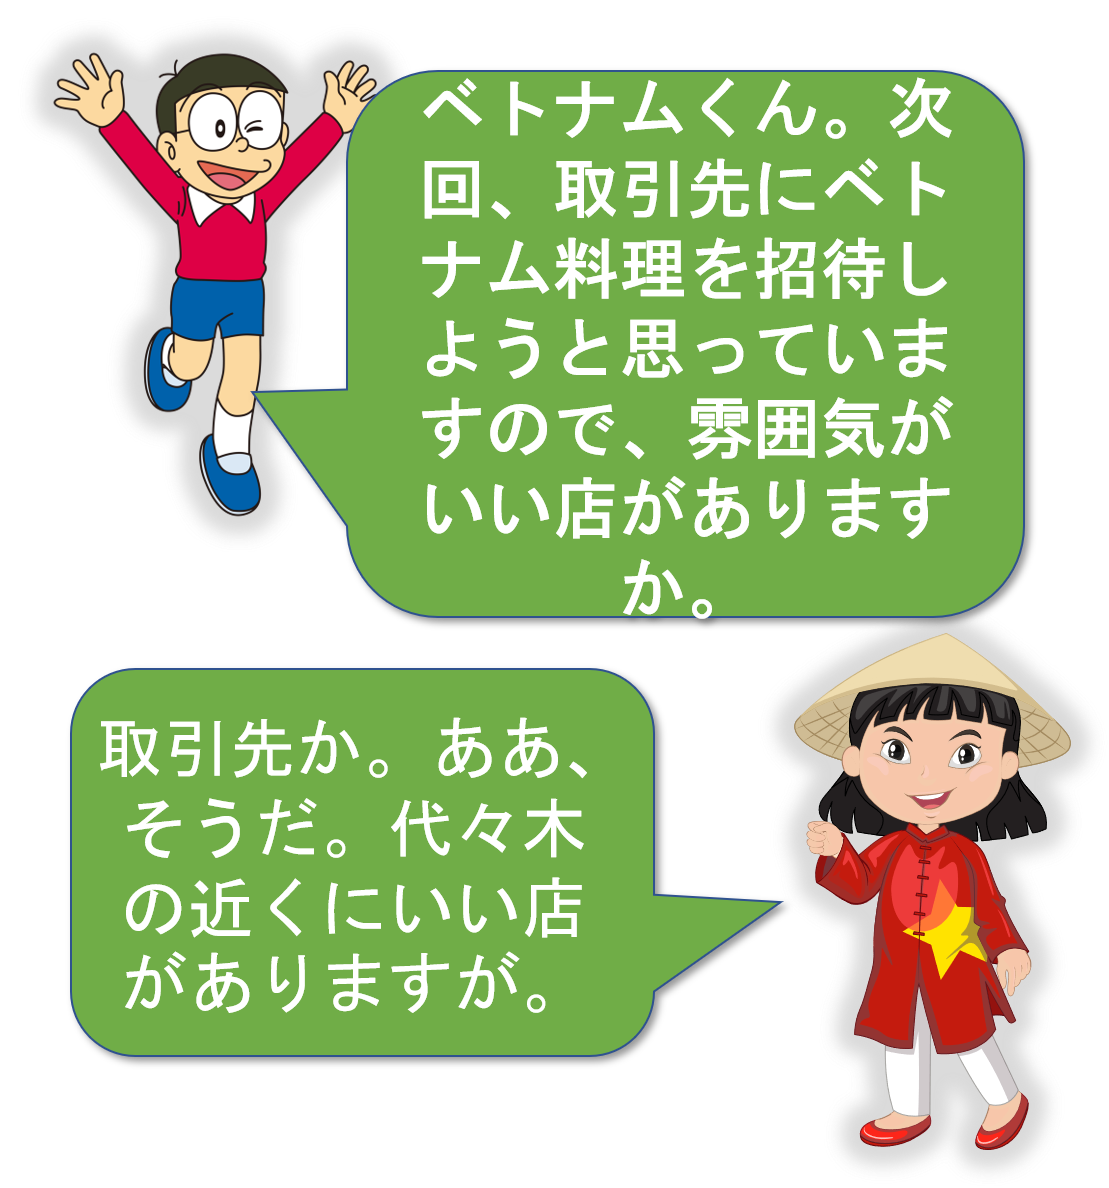 ベトナムくん。次
回、取引先にベト
ナム料理を招待し
ようと思っていま
すので、雰囲気が
いい店があります
か。
取引先か。ああ、
そうだ。代々木
の近くにいい店
がありますが。